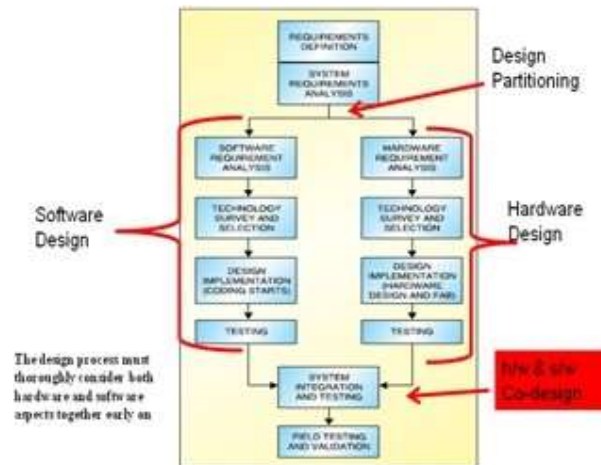 REQUIREMENTS
DEFINITION
SYSTEM
REQUIREMENTS
ANALYSIS
Design
Partitioning
SOFTWARE
REQUIREMENT
ANALYSIS
HARDWARE
REQUIREMENT
ANALYSIS
Software
Design
TECHNOLOGY
SURVEY AND
SELECTION
TECHNOLOGY
SURVEY AND
SELECTION
Hardware
Design
DESIGN
IMPLEMENTATION
(CODING STARTS)
DESIGN
IMPLEMENTATION
(HARDWARE
DESIGN AND FAB)
TESTING
TESTING
The design process must
thoroughly consider both
hardware and software
aspects together early on
SYSTEM
INTEGRATION
AND TESTING
h/w & s/w
Co-design
FIELD TESTING
AND VALIDATION